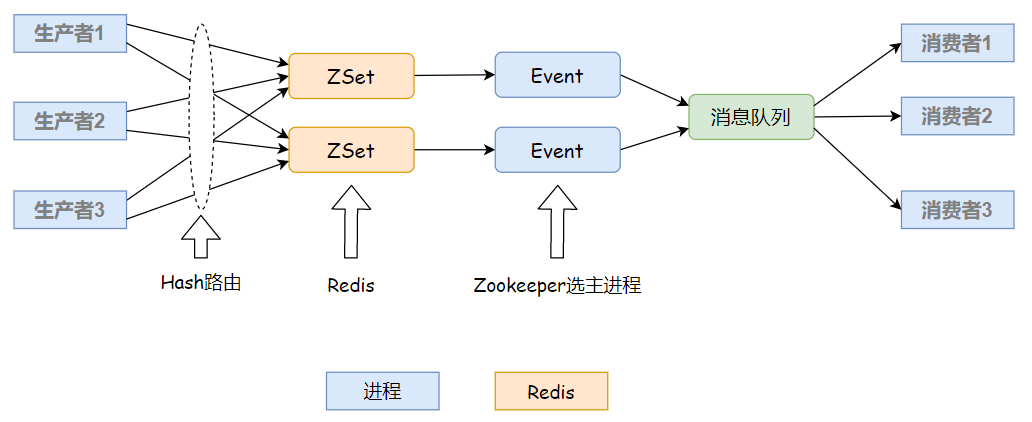 生产者1
生产者2
生产者3
Hash路由
ZSet
ZSet
Redis
Event
Event
Zookeeper选主进程
消息队列
消费者1
消费者2
消费者3
进程
Redis